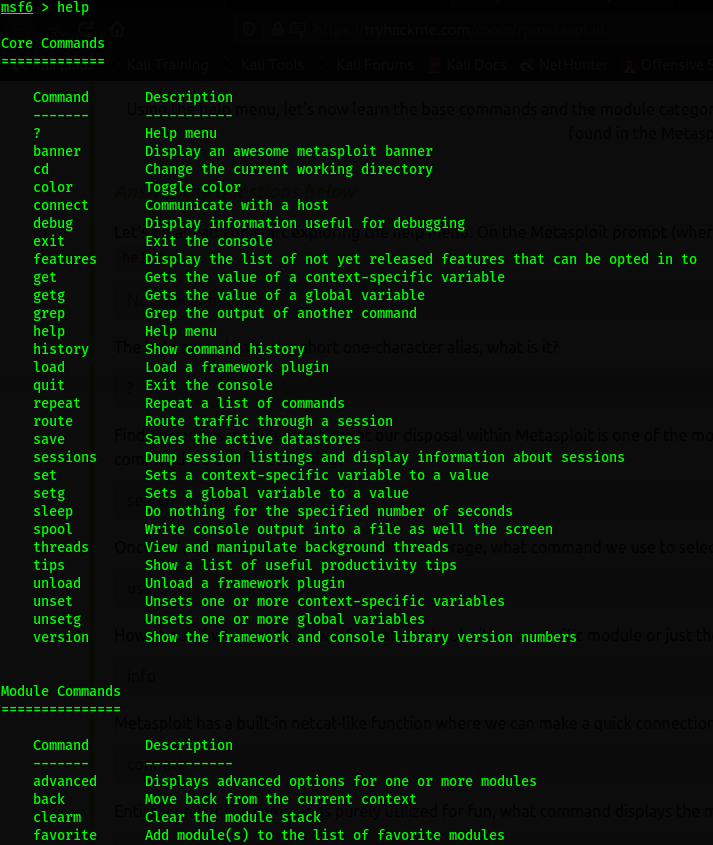 msf6 > help
Core Commands
=============
Command Description
------- -----------
? Help menu
banner Display an awesome metasploit banner
cd Change the current working directory
color Toggle color
connect Communicate with a host
debug Display information useful for debugging
exit Exit the console
features Display the list of not yet released features that can be opted in to
get Gets the value of a context-specific variable
getg Gets the value of a global variable
grep Grep the output of another command
help Help menu
history Show command history
load Load a framework plugin
quit Exit the console
repeat Repeat a list of commands
route Route traffic through a session
save Saves the active datastores
sessions Dump session listings and display information about sessions
set Sets a context-specific variable to a value
setg Sets a global variable to a value
sleep Do nothing for the specified number of seconds
spool Write console output into a file as well the screen
threads View and manipulate background threads
tips Show a list of useful productivity tips
unload Unload a framework plugin
unset Unsets one or more context-specific variables
unsetg Unsets one or more global variables
version Show the framework and console library version numbers
Module Commands
===============
Command Description
------- -----------
advanced Displays advanced options for one or more modules
back Move back from the current context
clearm Clear the module stack
favorite Add module(s) to the list of favorite modules